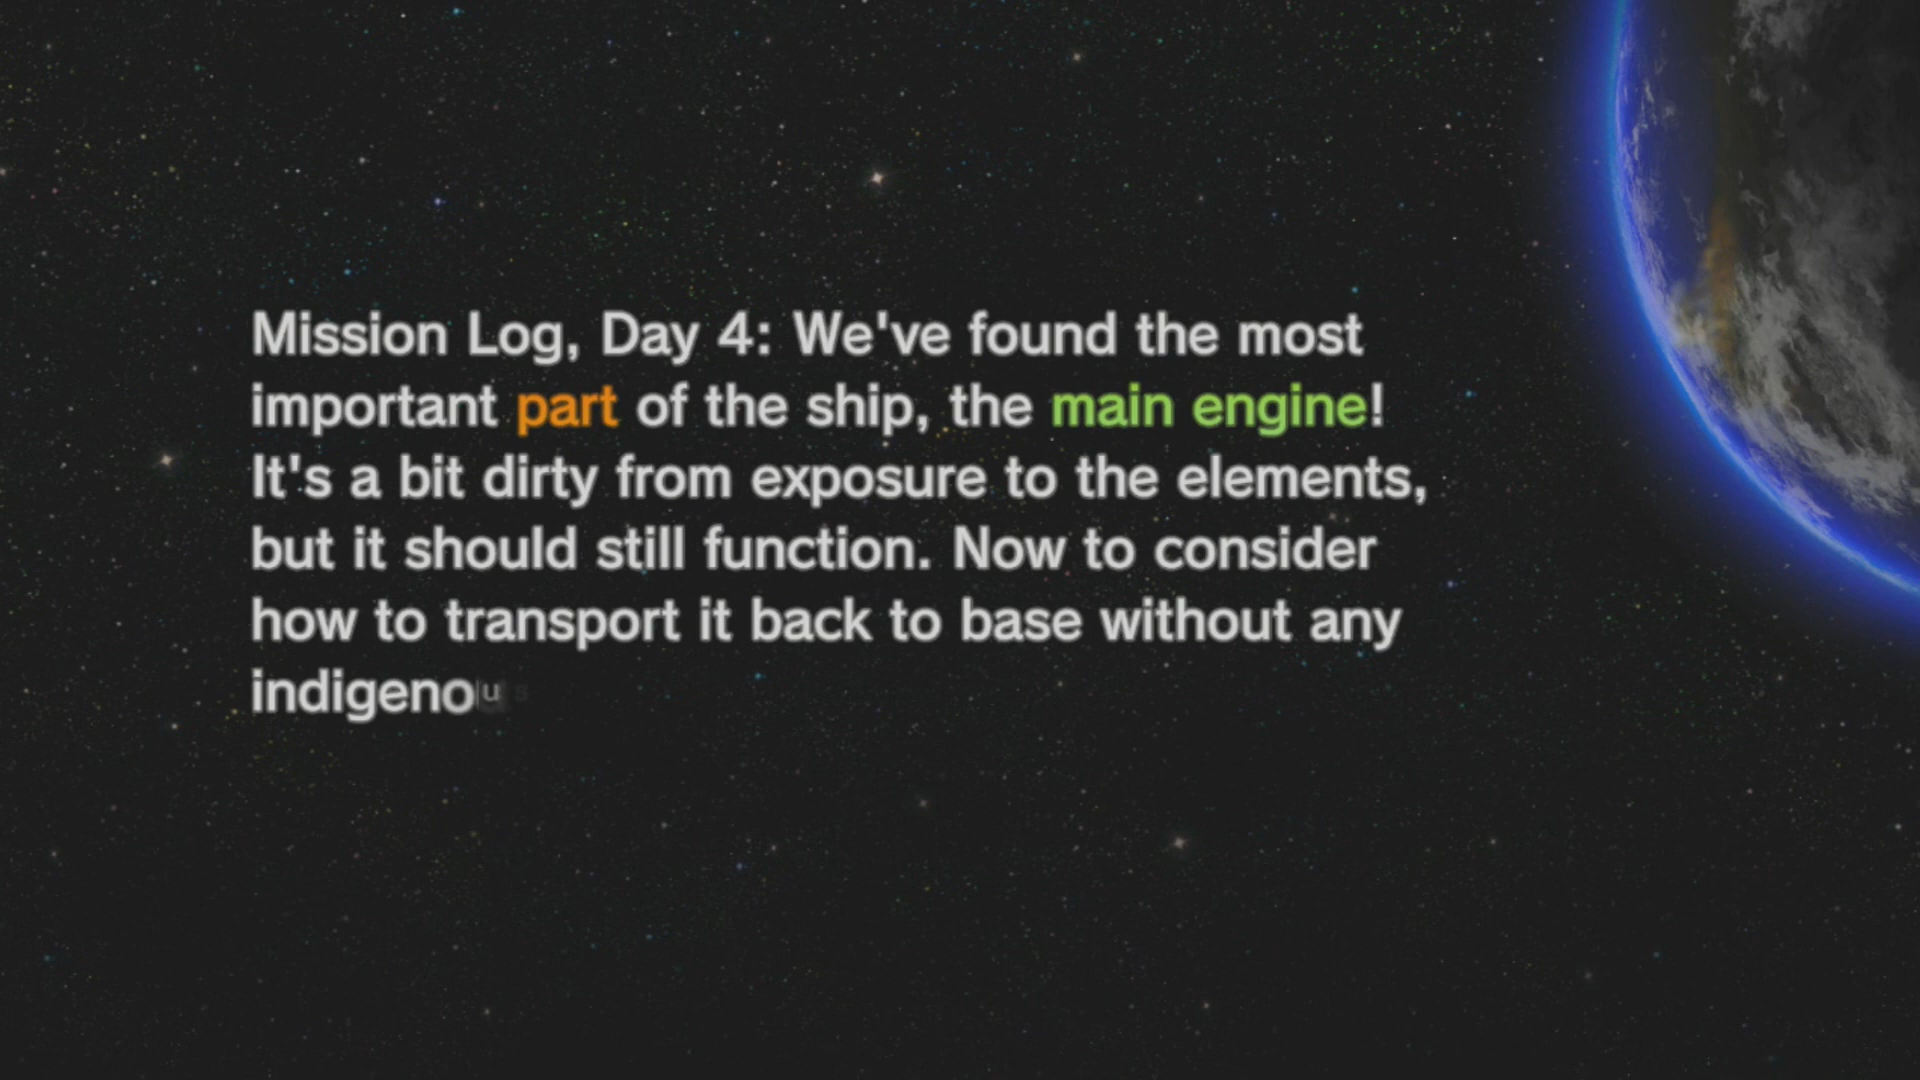 Mission Log, Day 4: We've found the most
important part of the ship, the main engine!
It's a bit dirty from exposure to the elements,
but it should still function. Now to consider
how to transport it back to base without any
indigenous